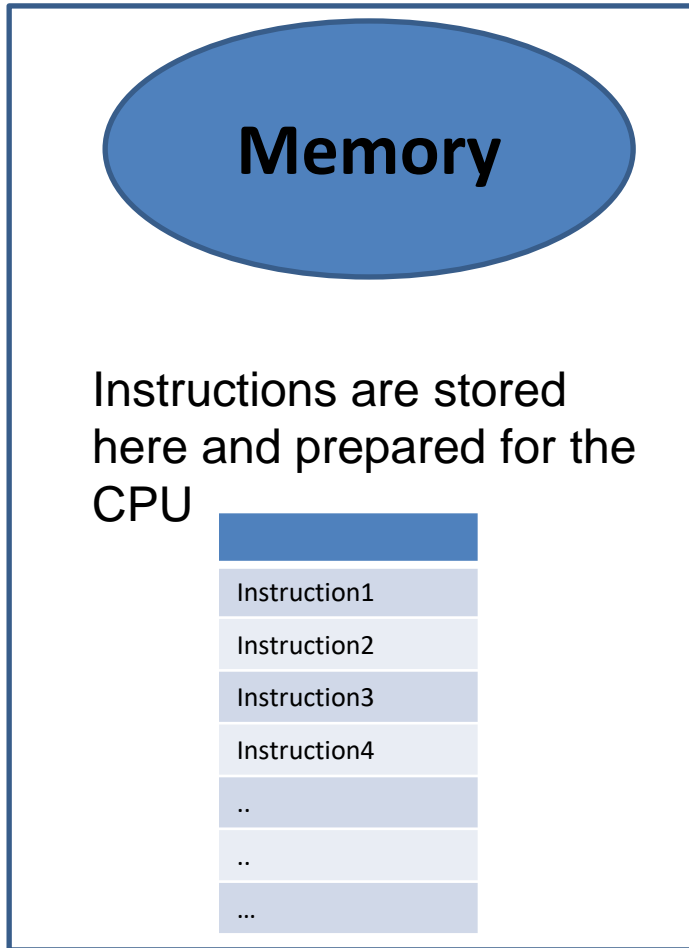 Memory
Instructions are stored
here and prepared for the
CPU
Instruction1
Instruction2
Instruction3
Instruction4
..
..
...